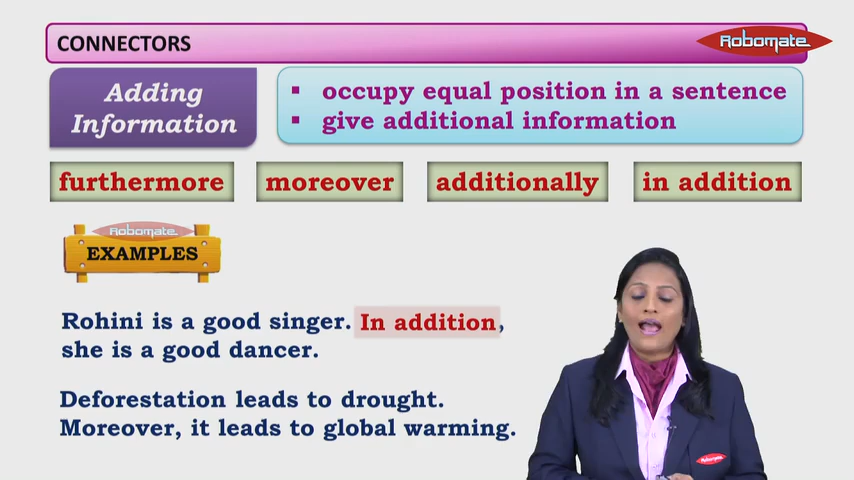 CONNECTORS
Robomate
Adding
Information
▪ occupy equal position in a sentence
▪ give additional information
furthermore
moreover
additionally
in addition
Robomate
EXAMPLES
Rohini is a good singer. In addition,
she is a good dancer.
Deforestation leads to drought.
Moreover, it leads to global warming.
Robomate